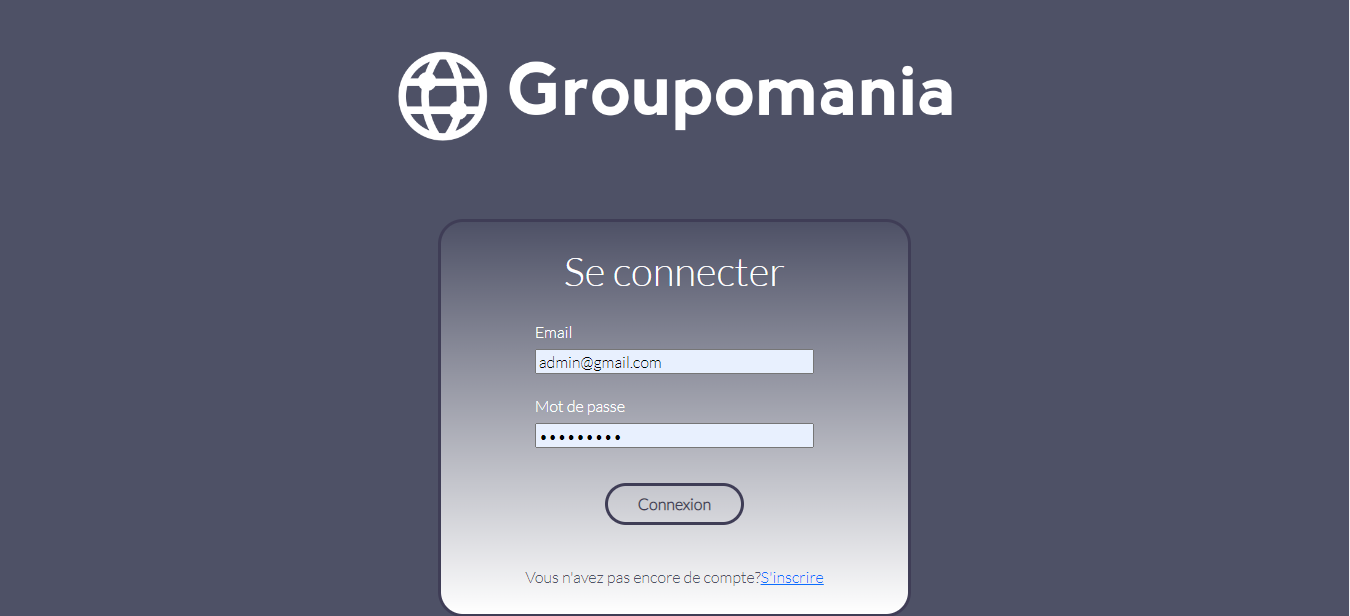 Groupomania
Se connecter
Email
admin@gmail.com
Mot de passe
•••••••••
Connexion
Vous n'avez pas encore de compte?S'inscrire